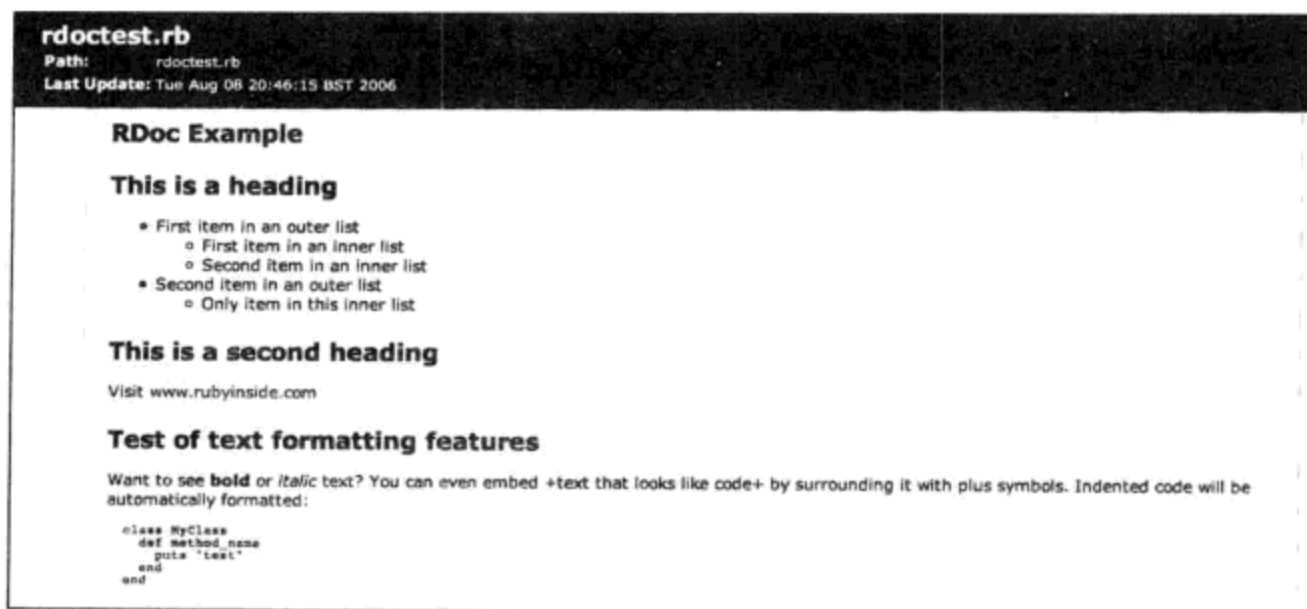 rdoctest.rb
Path: rdoctest.rb
Last Update: Tue Aug 08 20:46:15 BST 2006
RDoc Example
This is a heading
• First item in an outer list
◦ First item in an inner list
◦ Second item in an inner list
• Second item in an outer list
◦ Only item in this inner list
This is a second heading
Visit www.rubyinside.com
Test of text formatting features
Want to see bold or italic text? You can even embed +text that looks like code+ by surrounding it with plus symbols. Indented code will be
automatically formatted:
class MyClass
def method_name
puts "test"
end
end